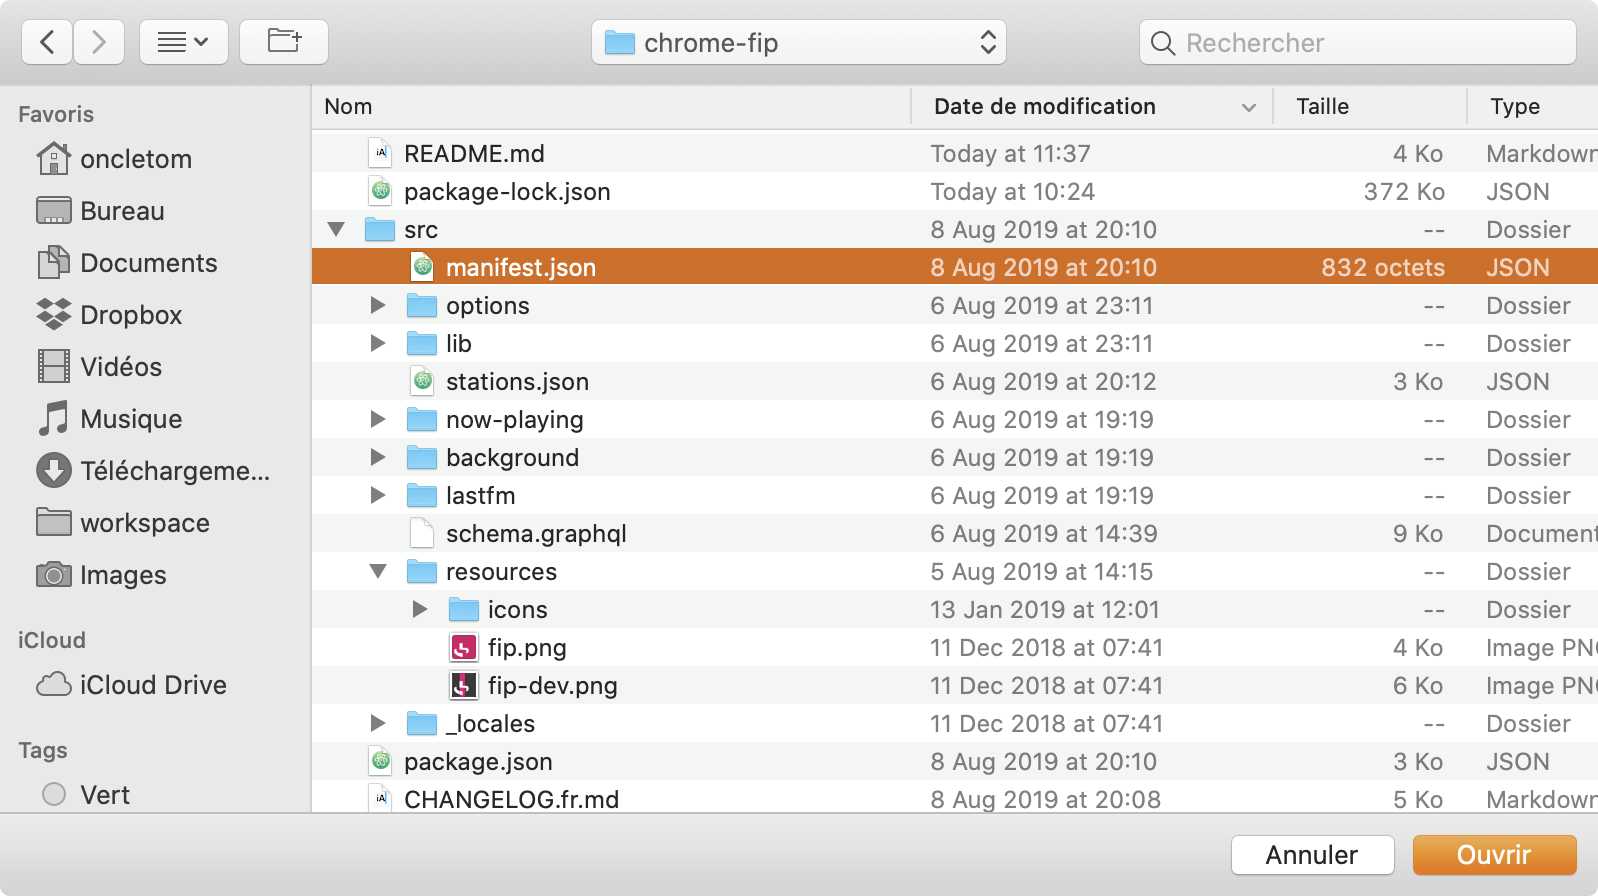 chrome-fip
Rechercher
Favoris
oncletom
Bureau
Documents
Dropbox
Vidéos
Musique
Téléchargeme...
workspace
Images
iCloud
iCloud Drive
Tags
Vert
Nom Date de modification Taille Type
README.md Today at 11:37 4 Ko Markdown
package-lock.json Today at 10:24 372 Ko JSON
src 8 Aug 2019 at 20:10 -- Dossier
manifest.json 8 Aug 2019 at 20:10 832 octets JSON
options 6 Aug 2019 at 23:11 -- Dossier
lib 6 Aug 2019 at 23:11 -- Dossier
stations.json 6 Aug 2019 at 20:12 3 Ko JSON
now-playing 6 Aug 2019 at 19:19 -- Dossier
background 6 Aug 2019 at 19:19 -- Dossier
lastfm 6 Aug 2019 at 19:19 -- Dossier
schema.graphql 6 Aug 2019 at 14:39 9 Ko Document
resources 5 Aug 2019 at 14:15 -- Dossier
icons 13 Jan 2019 at 12:01 -- Dossier
fip.png 11 Dec 2018 at 07:41 4 Ko Image PNG
fip-dev.png 11 Dec 2018 at 07:41 6 Ko Image PNG
_locales 11 Dec 2018 at 07:41 -- Dossier
package.json 8 Aug 2019 at 20:10 3 Ko JSON
CHANGELOG.fr.md 8 Aug 2019 at 20:08 5 Ko Markdown
Annuler
Ouvrir